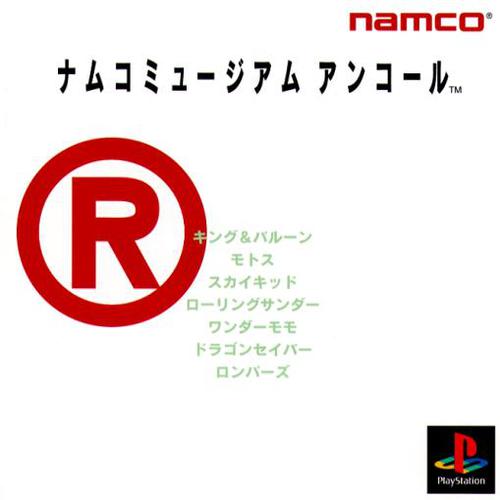 namco®
ナムコミュージアム アンコール™
R
キング&バルーン
モトス
スカイキッド
ローリングサンダー
ワンダーモモ
ドラゴンセイバー
ロンパーズ
PlayStation